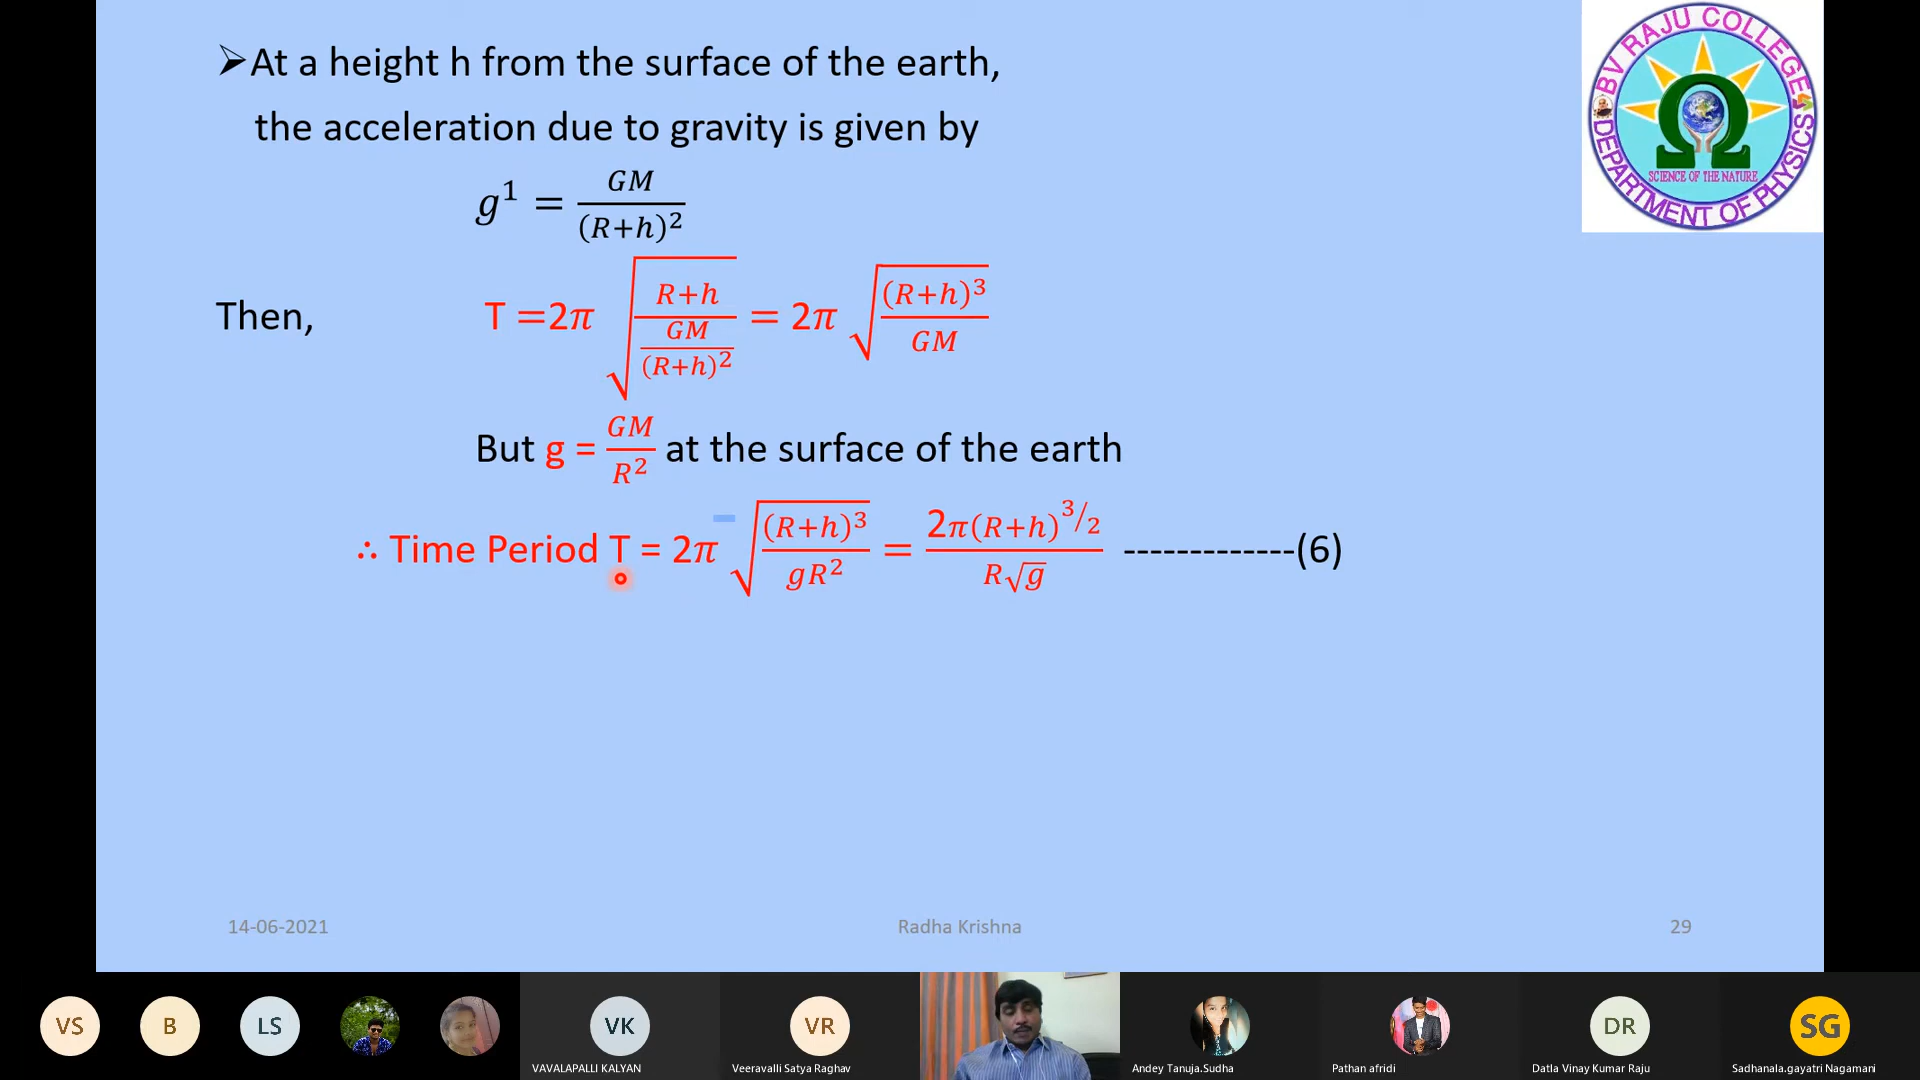 ➢At a height h from the surface of the earth,
the acceleration due to gravity is given by
g¹ = GM/(R+h)²
Then, T =2π √((R+h)/(GM/(R+h)²)) = 2π √((R+h)³/GM)
But g = GM/R² at the surface of the earth
∴ Time Period T = 2π √((R+h)³/gR²) = 2π(R+h)^3/2 / R√g -------------(6)
BV RAJU COLLEGE
SCIENCE OF THE NATURE
DEPARTMENT OF PHYSICS
14-06-2021 Radha Krishna 29
VS B LS VK VR DR SG
VAVALAPALLI KALYAN Veeravalli Satya Raghav Andey Tanuja.Sudha Pathan afridi Datla Vinay Kumar Raju Sadhanala.gayatri Nagamani